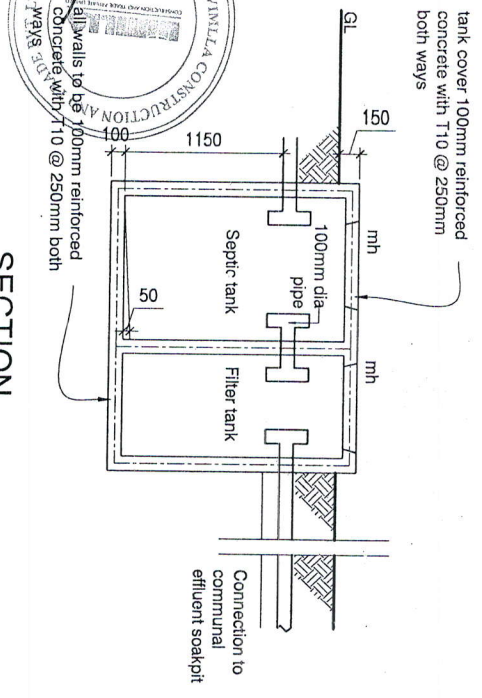 tank cover 100mm reinforced
concrete with T10 @ 250mm
both ways
GL
150
mh
mh
1150
100
100mm dia
pipe
Septic tank
Filter tank
50
Connection to
communal
effluent soakpit
all walls to be 100mm reinforced
concrete with T10 @ 250mm both
ways
SECTION
CONSTRUCTION AN